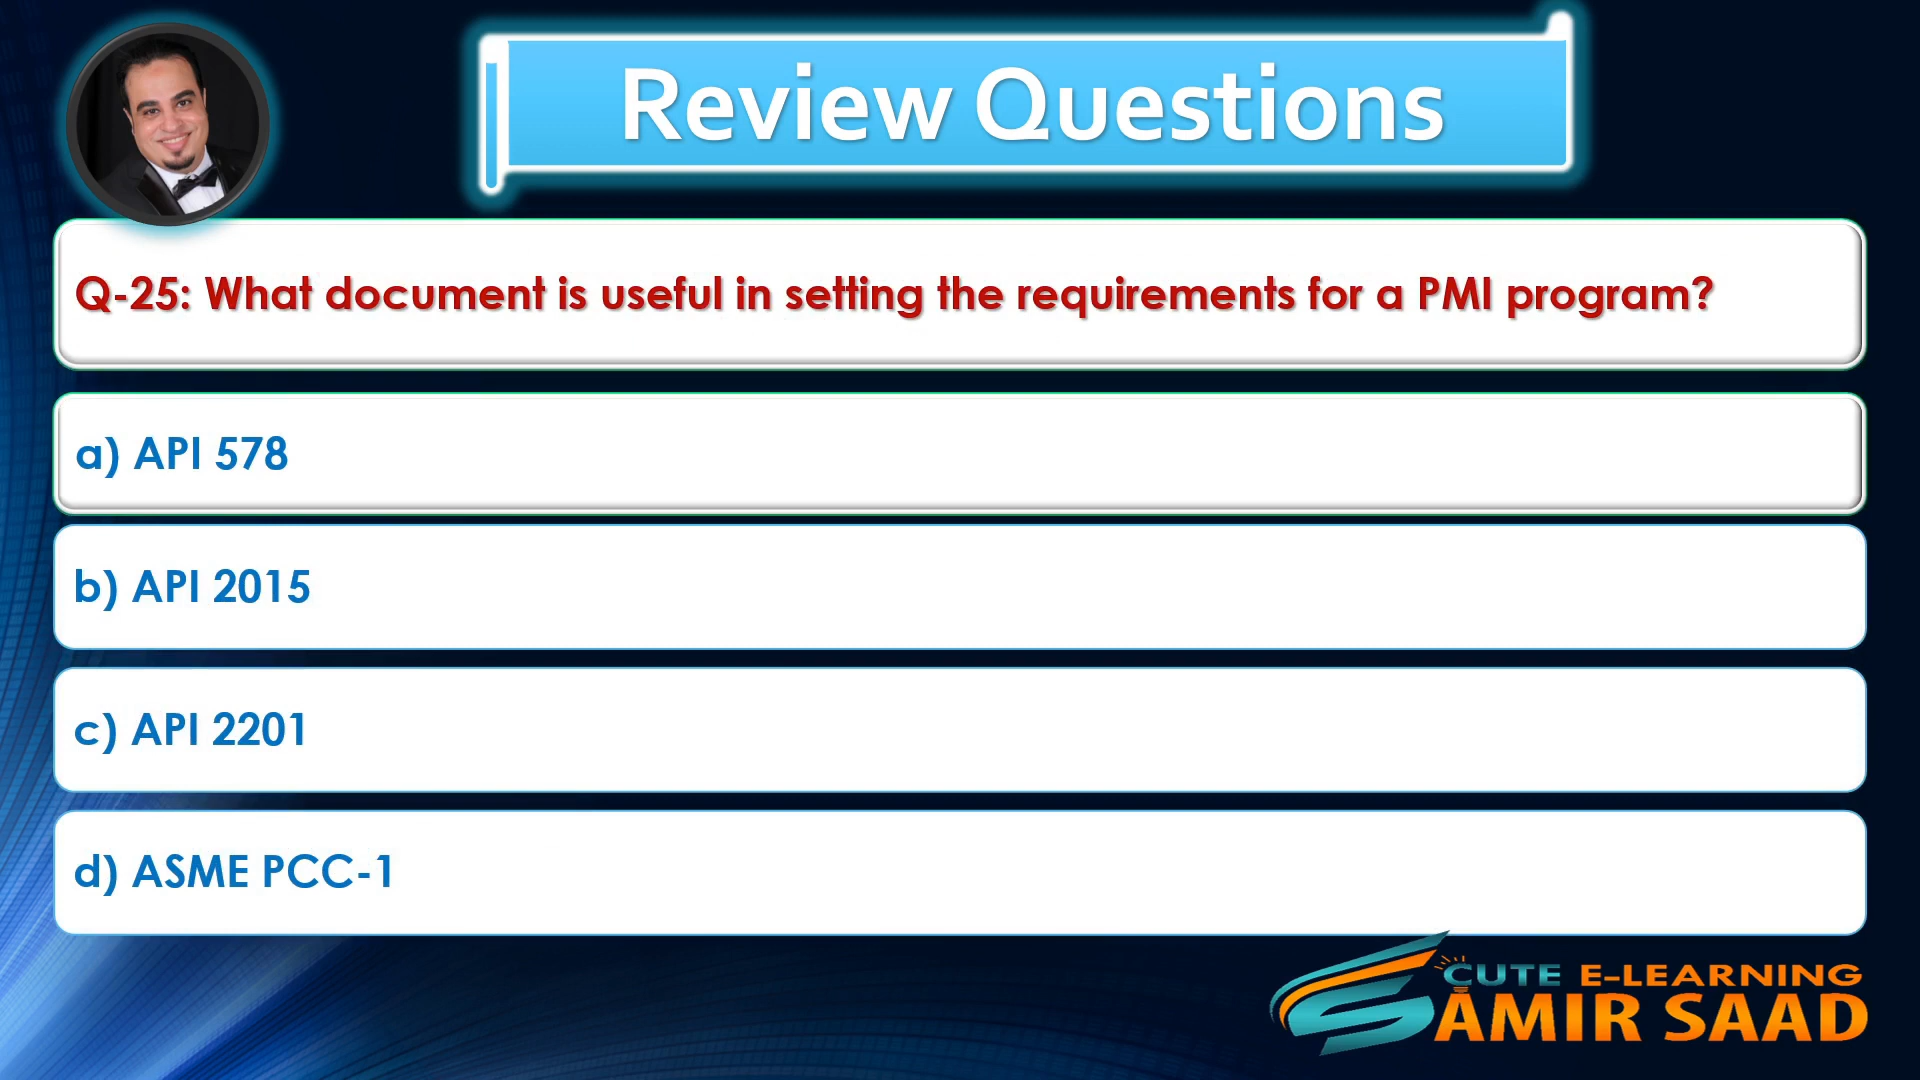 Review Questions
Q-25: What document is useful in setting the requirements for a PMI program?
a) API 578
b) API 2015
c) API 2201
d) ASME PCC-1
CUTE E-LEARNING
AMIR SAAD